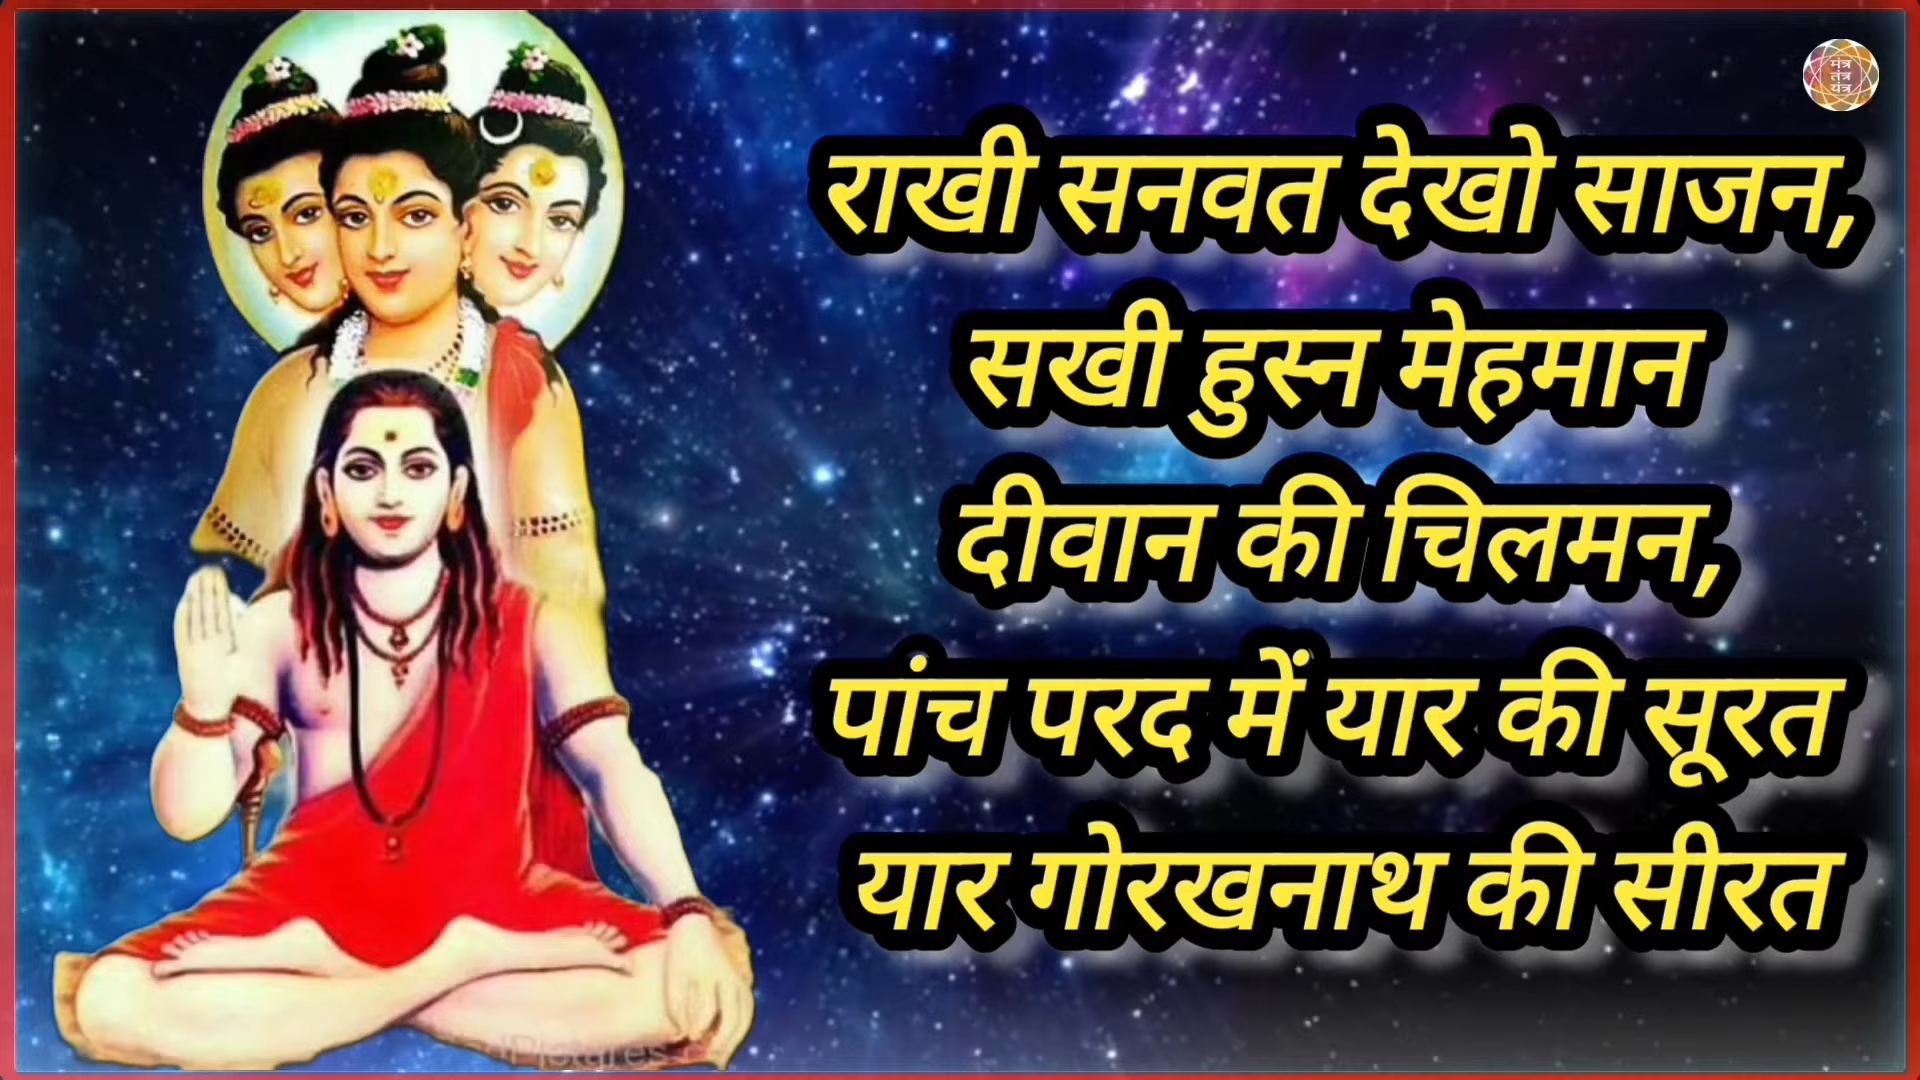 मंत्र
तंत्र
यंत्र
राखी सनवत देखो साजन,
सखी हुस्न मेहमान
दीवान की चिलमन,
पांच परद में यार की सूरत
यार गोरखनाथ की सीरत